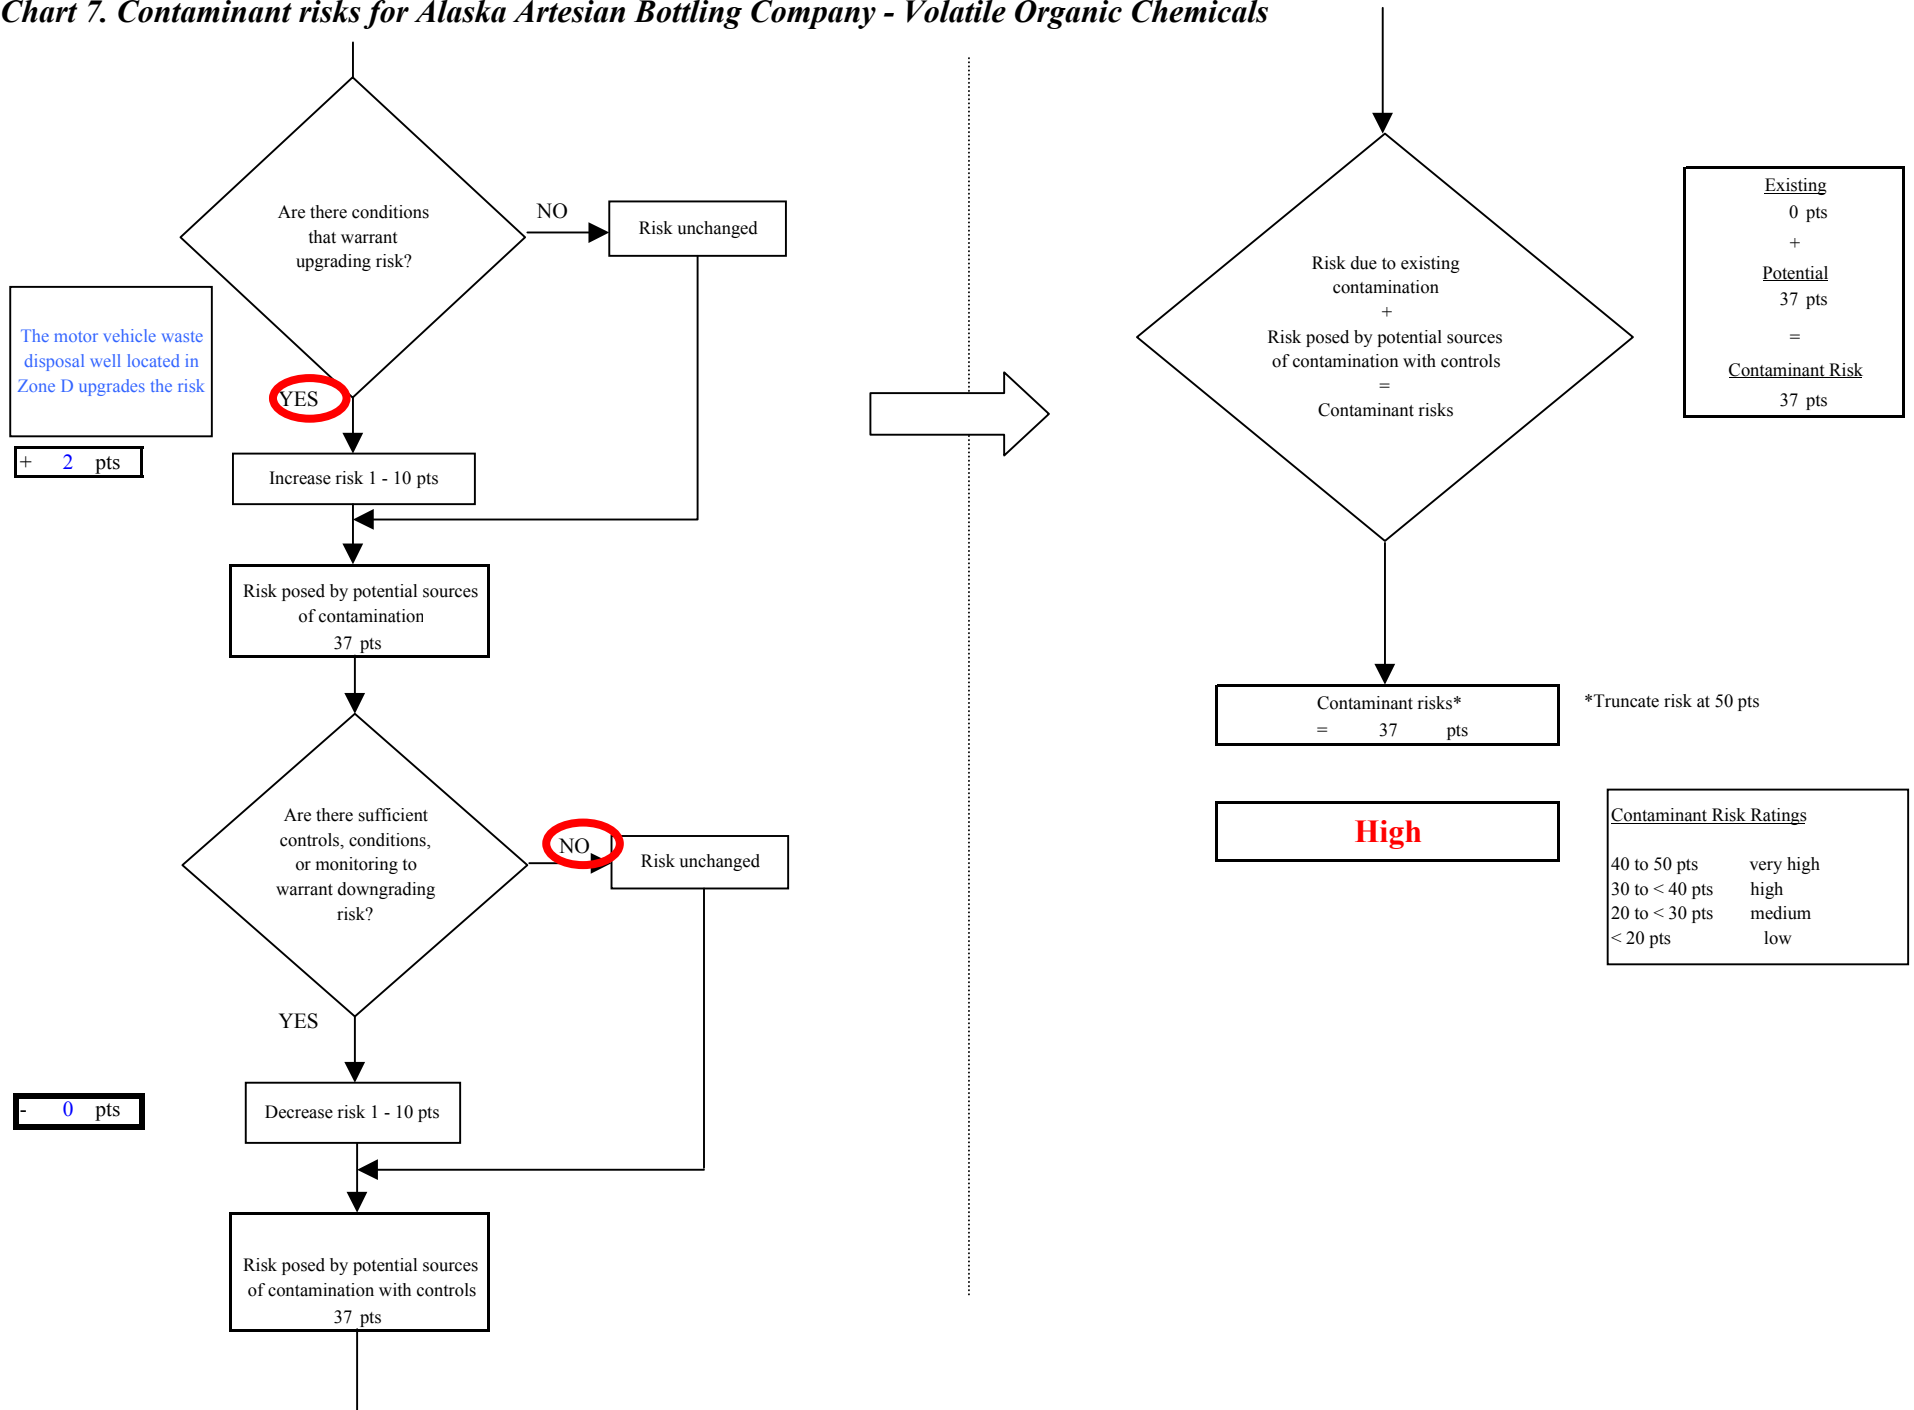 Chart 7. Contaminant risks for Alaska Artesian Bottling Company - Volatile Organic Chemicals
Are there conditions
that warrant
upgrading risk?
NO
Risk unchanged
The motor vehicle waste
disposal well located in
Zone D upgrades the risk
YES
+ 2 pts
Increase risk 1 - 10 pts
Risk posed by potential sources
of contamination
37 pts
Are there sufficient
controls, conditions,
or monitoring to
warrant downgrading
risk?
NO
Risk unchanged
YES
- 0 pts
Decrease risk 1 - 10 pts
Risk posed by potential sources
of contamination with controls
37 pts
Risk due to existing
contamination
+
Risk posed by potential sources
of contamination with controls
=
Contaminant risks
Existing
0 pts
+
Potential
37 pts
=
Contaminant Risk
37 pts
Contaminant risks*
= 37 pts
*Truncate risk at 50 pts
High
Contaminant Risk Ratings
40 to 50 pts very high
30 to < 40 pts high
20 to < 30 pts medium
< 20 pts low